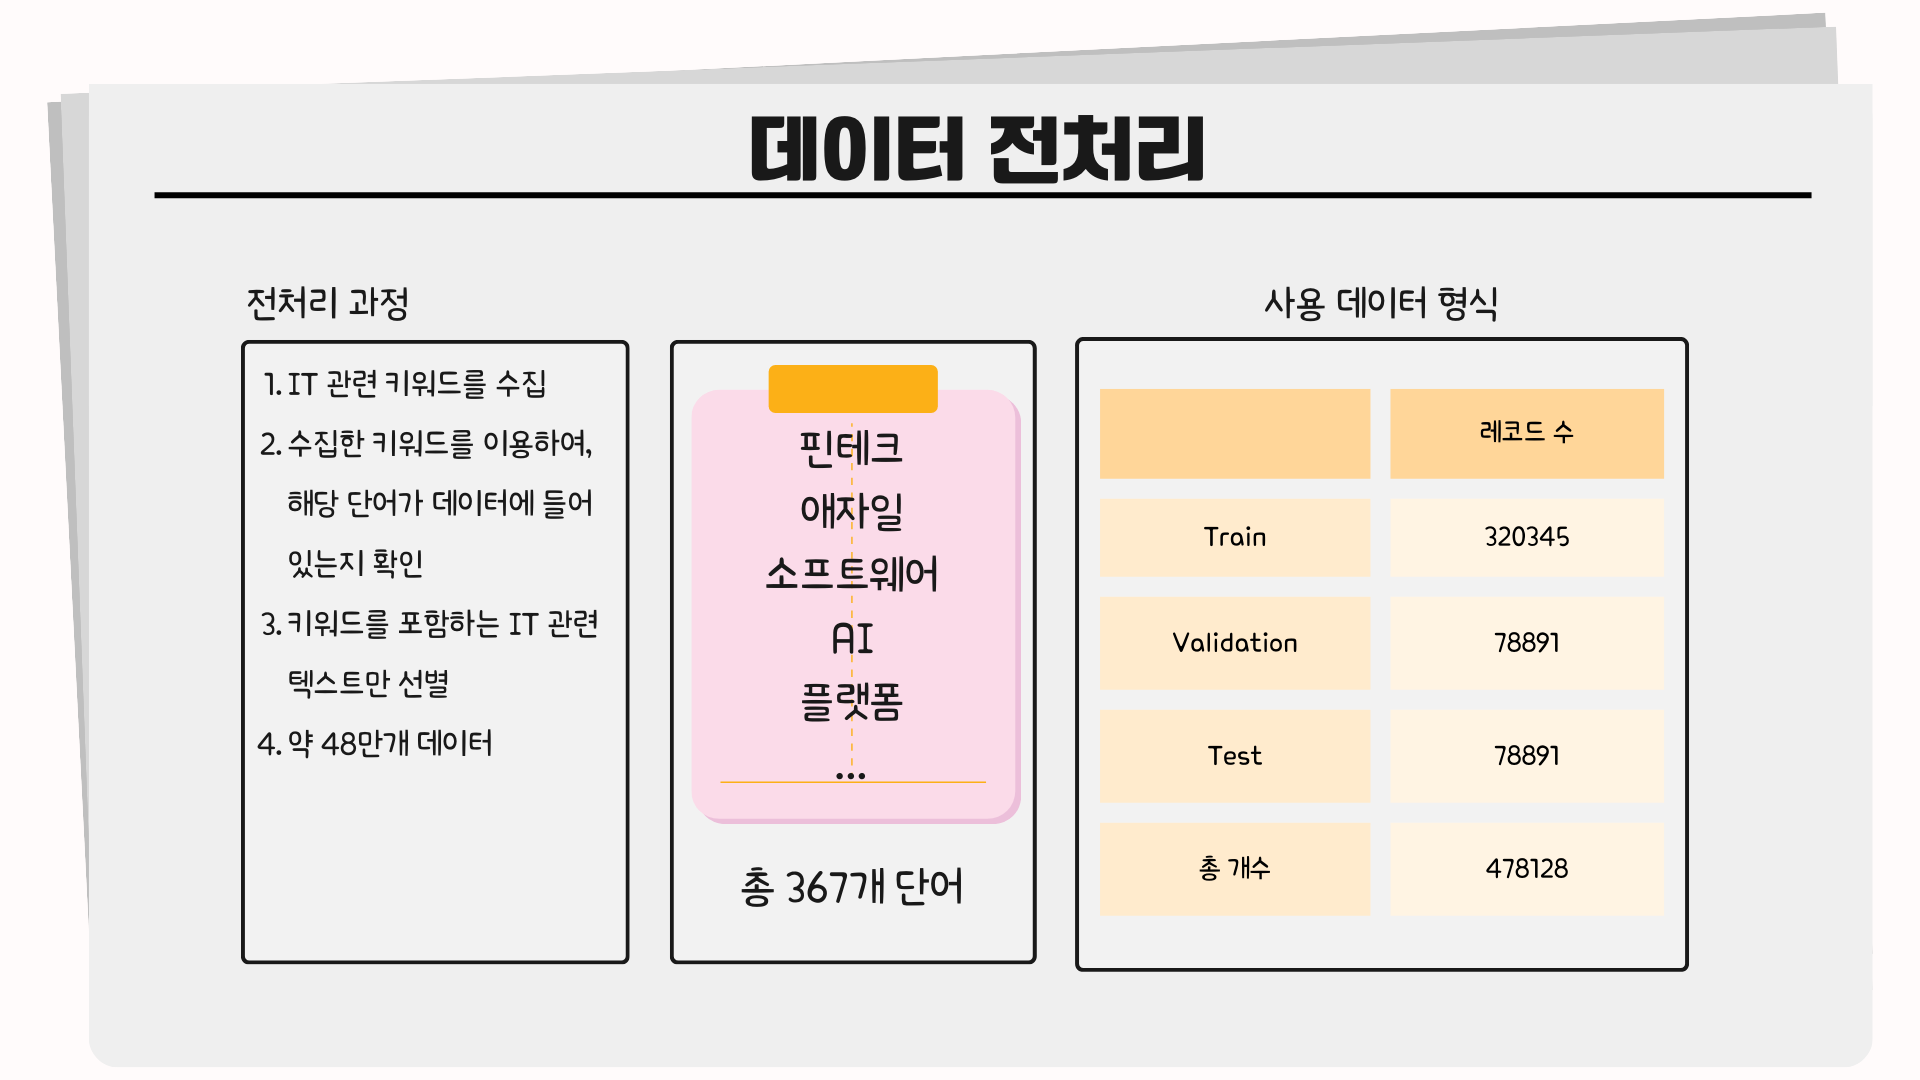 데이터 전처리
전처리 과정
1. IT 관련 키워드를 수집
2. 수집한 키워드를 이용하여,
해당 단어가 데이터에 들어
있는지 확인
3. 키워드를 포함하는 IT 관련
텍스트만 선별
4. 약 48만개 데이터
핀테크
애자일
소프트웨어
AI
플랫폼
...
총 367개 단어
사용 데이터 형식
레코드 수
Train 320345
Validation 78891
Test 78891
총 개수 478128